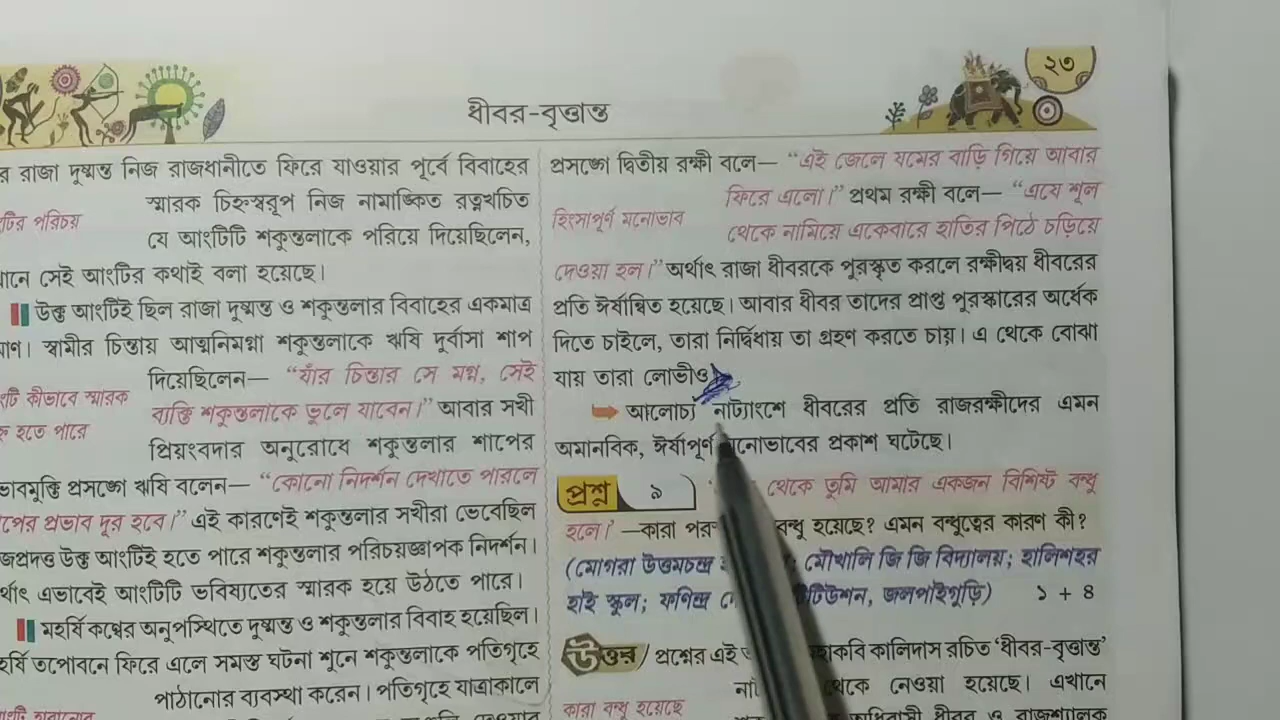 ২৩
ধীবর-বৃত্তান্ত
র রাজা দুষ্মন্ত নিজ রাজধানীতে ফিরে যাওয়ার পূর্বে বিবাহের
স্মারক চিহ্নস্বরূপ নিজ নামাঙ্কিত রত্নখচিত
টির পরিচয়
যে আংটিটি শকুন্তলাকে পরিয়ে দিয়েছিলেন,
খানে সেই আংটির কথাই বলা হয়েছে।
উক্ত আংটিই ছিল রাজা দুষ্মন্ত ও শকুন্তলার বিবাহের একমাত্র
মাণ। স্বামীর চিন্তায় আত্মনিমগ্না শকুন্তলাকে ঋষি দুর্বাসা শাপ
দিয়েছিলেন— “যাঁর চিন্তায় সে মগ্ন, সেই
ংটি কীভাবে স্মারক
ব্যক্তি শকুন্তলাকে ভুলে যাবেন।” আবার সখী
হতে পারে
প্রিয়ংবদার অনুরোধে শকুন্তলার শাপের
ভাবমুক্তি প্রসঙ্গে ঋষি বলেন— “কোনো নিদর্শন দেখাতে পারলে
পের প্রভাব দূর হবে।” এই কারণেই শকুন্তলার সখীরা ভেবেছিল
জপ্রদত্ত উক্ত আংটিই হতে পারে শকুন্তলার পরিচয়জ্ঞাপক নিদর্শন।
র্থাৎ এভাবেই আংটিটি ভবিষ্যতের স্মারক হয়ে উঠতে পারে।
মহর্ষি কণ্বের অনুপস্থিতে দুষ্মন্ত ও শকুন্তলার বিবাহ হয়েছিল।
হর্ষি তপোবনে ফিরে এলে সমস্ত ঘটনা শুনে শকুন্তলাকে পতিগৃহে
পাঠানোর ব্যবস্থা করেন। পতিগৃহে যাত্রাকালে
প্রসঙ্গে দ্বিতীয় রক্ষী বলে— “এই জেলে যমের বাড়ি গিয়ে আবার
ফিরে এলো।” প্রথম রক্ষী বলে— “এযে শূল
হিংসাপূর্ণ মনোভাব
থেকে নামিয়ে একেবারে হাতির পিঠে চড়িয়ে
দেওয়া হল।” অর্থাৎ রাজা ধীবরকে পুরস্কৃত করলে রক্ষীদ্বয় ধীবরের
প্রতি ঈর্ষান্বিত হয়েছে। আবার ধীবর তাদের প্রাপ্ত পুরস্কারের অর্ধেক
দিতে চাইলে, তারা নির্দ্বিধায় তা গ্রহণ করতে চায়। এ থেকে বোঝা
যায় তারা লোভীও
আলোচ্য নাট্যাংশে ধীবরের প্রতি রাজরক্ষীদের এমন
অমানবিক, ঈর্ষাপূর্ণ মনোভাবের প্রকাশ ঘটেছে।
প্রশ্ন ৯ থেকে তুমি আমার একজন বিশিষ্ট বন্ধু
হলে।’ —কারা বন্ধু হয়েছে? এমন বন্ধুত্বের কারণ কী?
(মোগরা উত্তমচন্দ্র মৌখালি জি জি বিদ্যালয়; হালিশহর
হাই স্কুল; ফণিন্দ্র জলপাইগুড়ি) ১ + ৪
উত্তর প্রশ্নের এই কালিদাস রচিত ‘ধীবর-বৃত্তান্ত’
থেকে নেওয়া হয়েছে। এখানে
কারা বন্ধু হয়েছে
ধীবর ও রাজশ্যালক